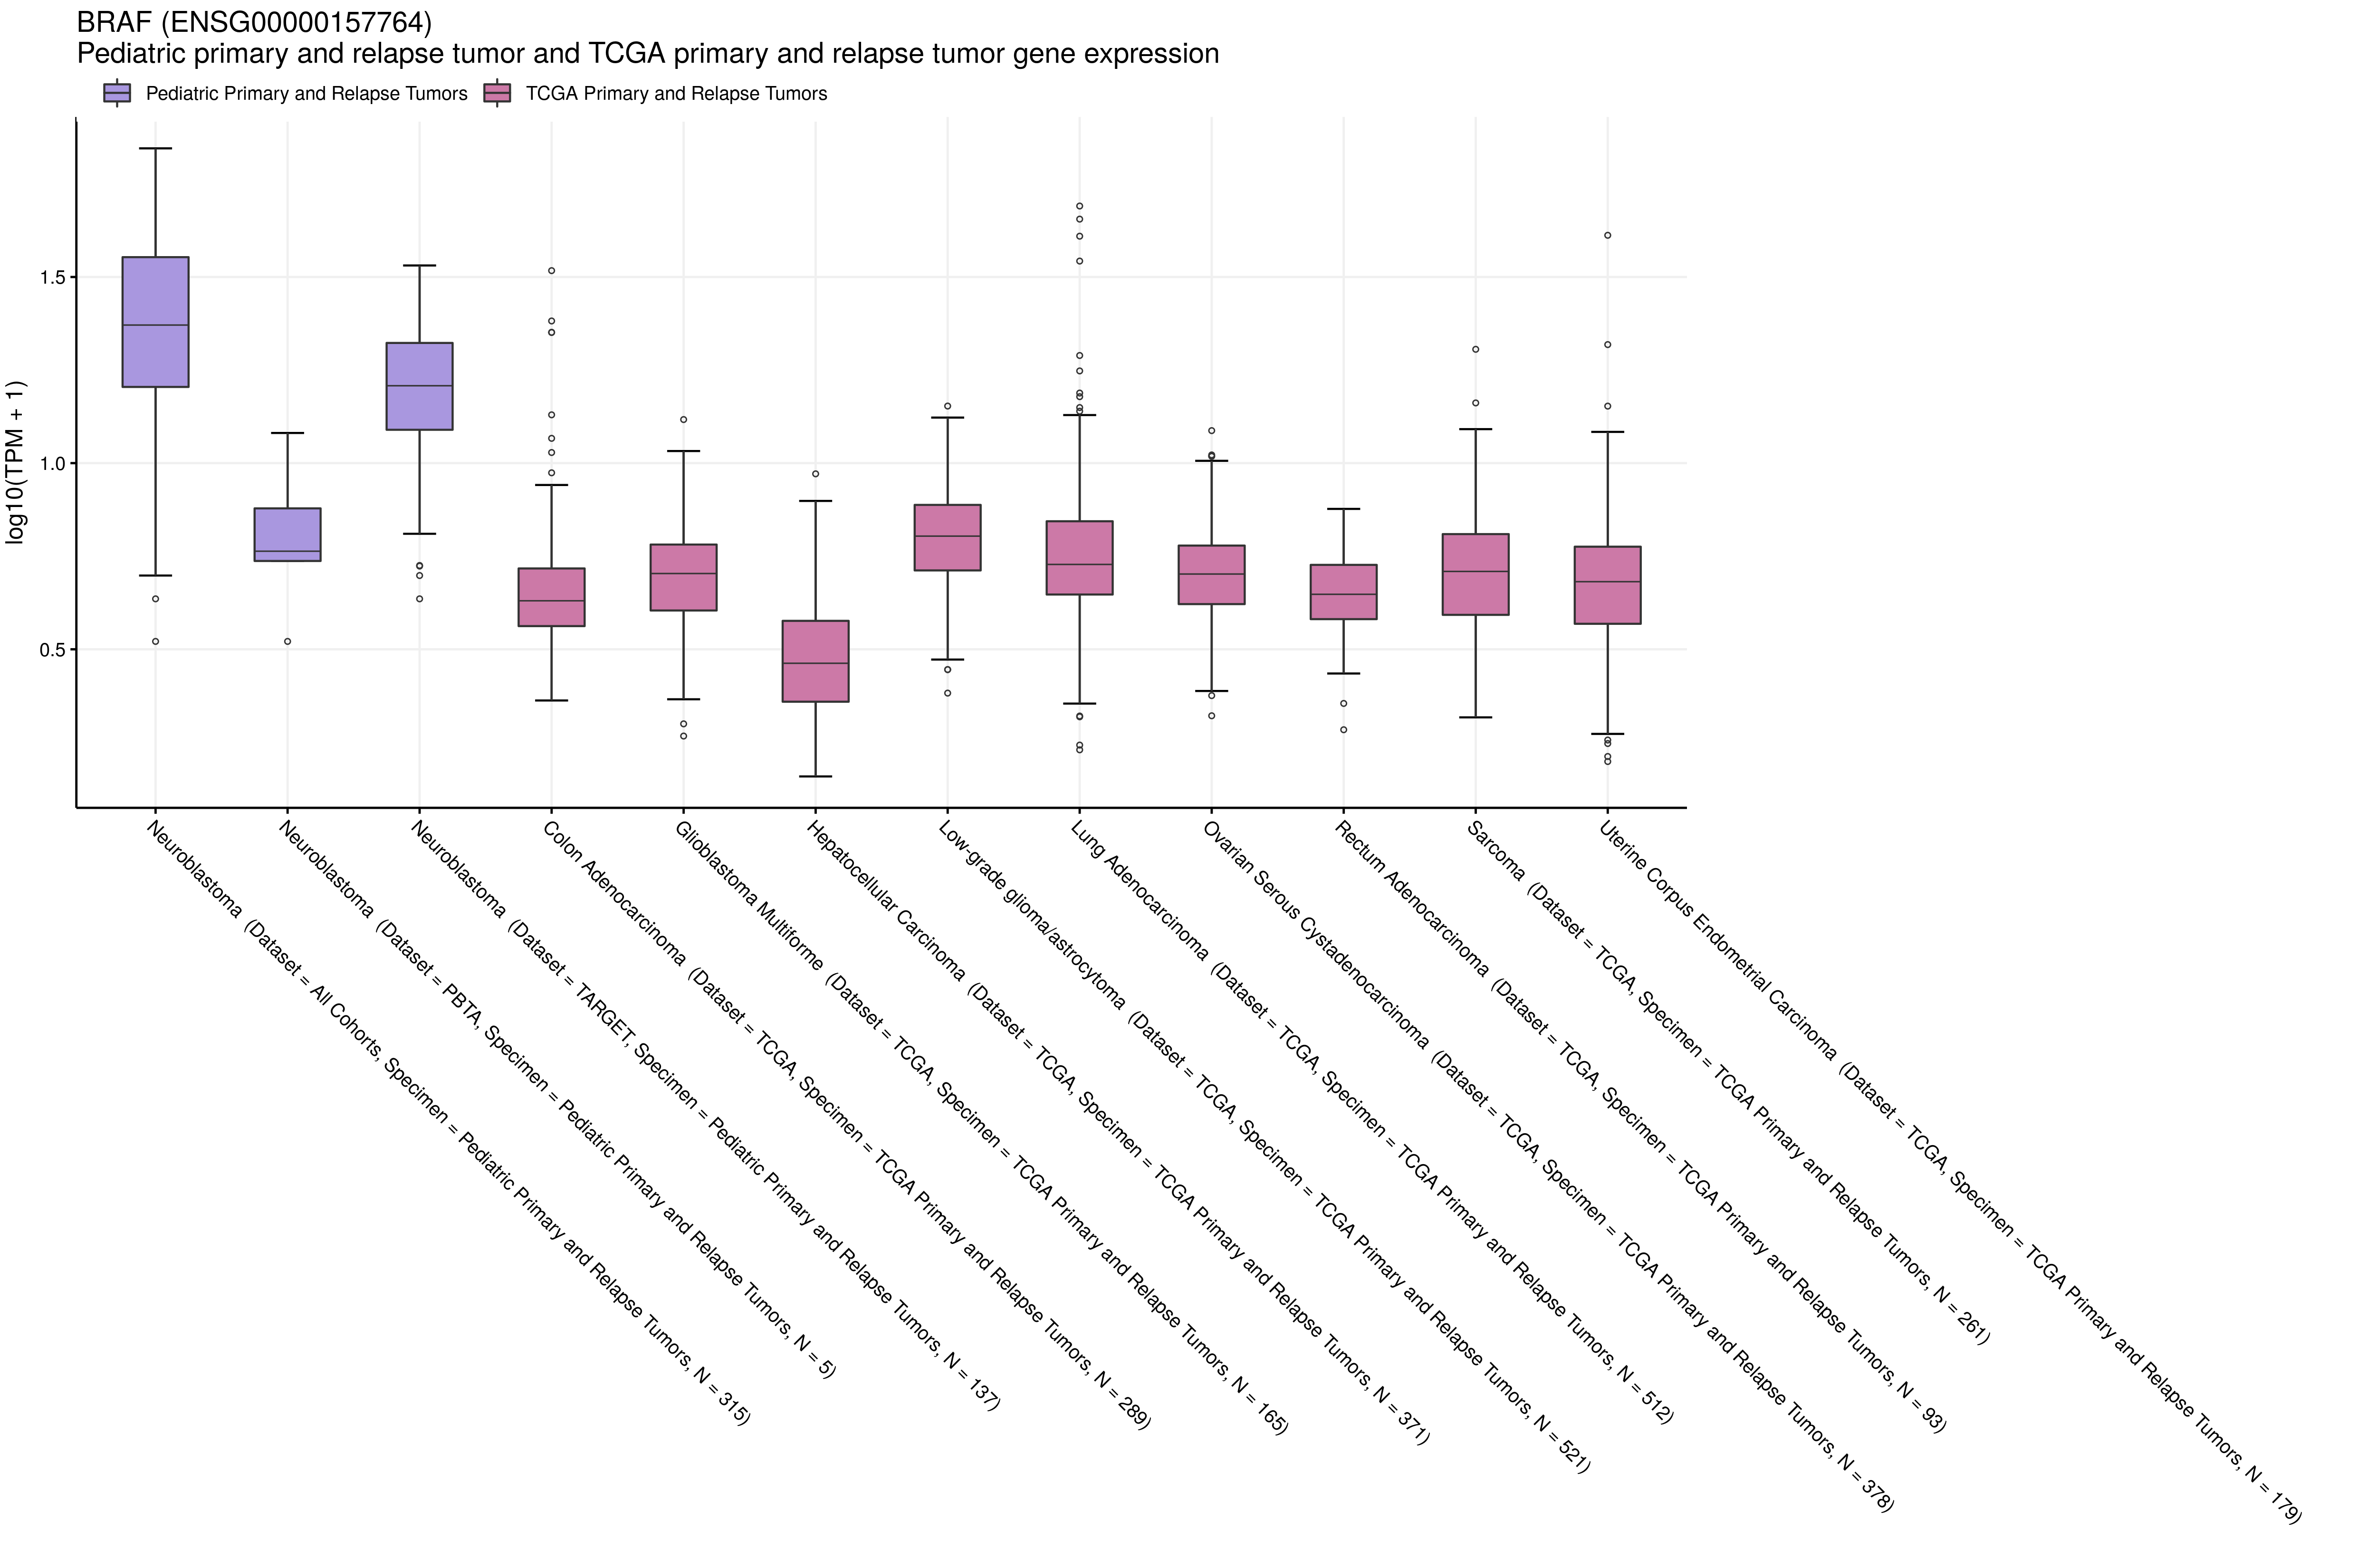 BRAF (ENSG00000157764)
Pediatric primary and relapse tumor and TCGA primary and relapse tumor gene expression
Pediatric Primary and Relapse Tumors
TCGA Primary and Relapse Tumors
log10(TPM + 1)
1.5
1.0
0.5
Neuroblastoma (Dataset = All Cohorts, Specimen = Pediatric Primary and Relapse Tumors, N = 315)
Neuroblastoma (Dataset = PBTA, Specimen = Pediatric Primary and Relapse Tumors, N = 5)
Neuroblastoma (Dataset = TARGET, Specimen = Pediatric Primary and Relapse Tumors, N = 137)
Colon Adenocarcinoma (Dataset = TCGA, Specimen = TCGA Primary and Relapse Tumors, N = 289)
Glioblastoma Multiforme (Dataset = TCGA, Specimen = TCGA Primary and Relapse Tumors, N = 165)
Hepatocellular Carcinoma (Dataset = TCGA, Specimen = TCGA Primary and Relapse Tumors, N = 371)
Low-grade glioma/astrocytoma (Dataset = TCGA, Specimen = TCGA Primary and Relapse Tumors, N = 521)
Lung Adenocarcinoma (Dataset = TCGA, Specimen = TCGA Primary and Relapse Tumors, N = 512)
Ovarian Serous Cystadenocarcinoma (Dataset = TCGA, Specimen = TCGA Primary and Relapse Tumors, N = 378)
Rectum Adenocarcinoma (Dataset = TCGA, Specimen = TCGA Primary and Relapse Tumors, N = 93)
Sarcoma (Dataset = TCGA, Specimen = TCGA Primary and Relapse Tumors, N = 261)
Uterine Corpus Endometrial Carcinoma (Dataset = TCGA, Specimen = TCGA Primary and Relapse Tumors, N = 179)